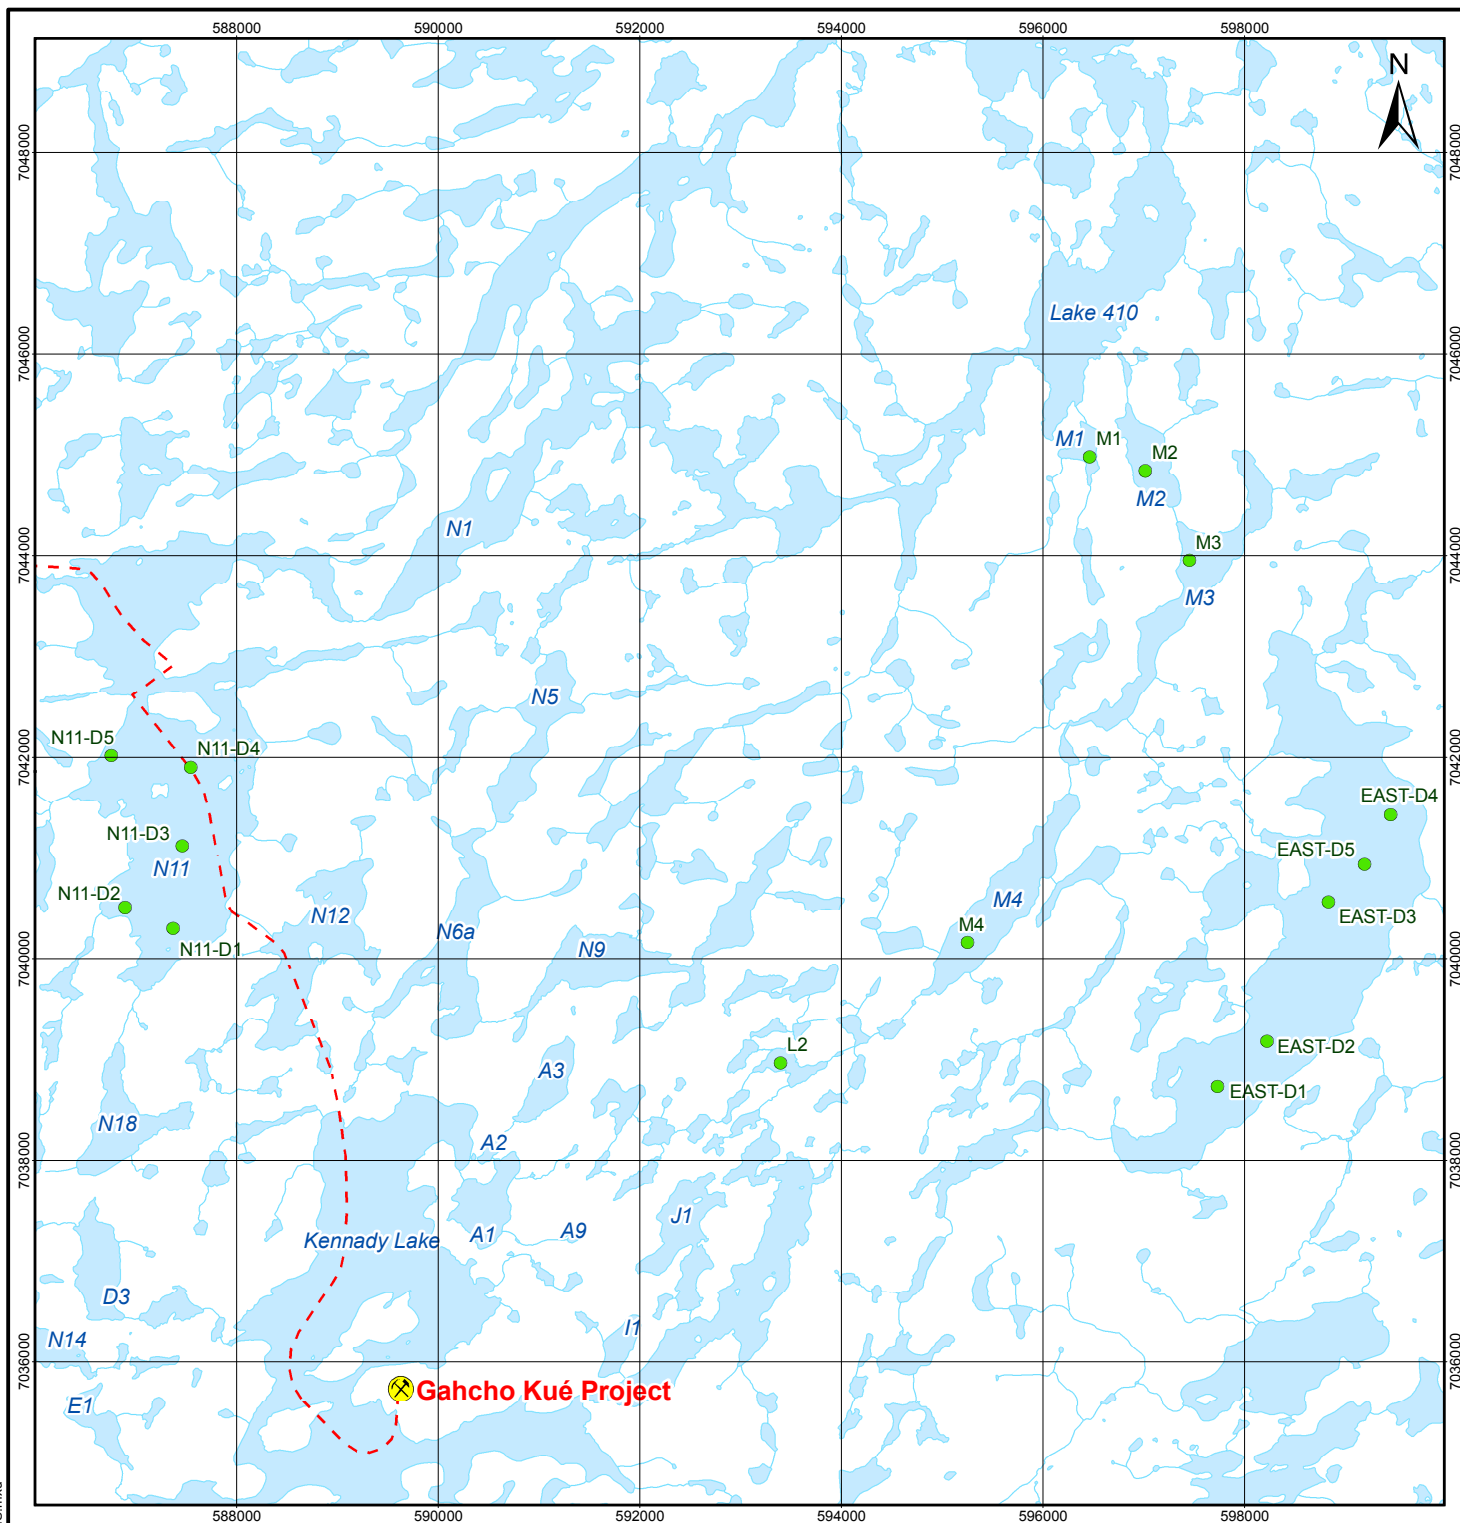 588000 590000 592000 594000 596000 598000
N
7048000 7048000
Lake 410
7046000 7046000
M1 M1
M2
M2
N1
M3
7044000 7044000
M3
N5
N11-D5
N11-D4
7042000 7042000
EAST-D4
N11-D3
EAST-D5
N11
N11-D2
M4
N12
EAST-D3
M4
N6a
N9
N11-D1
7040000 7040000
L2
EAST-D2
A3
EAST-D1
N18
A2
7038000 7038000
J1
A9
A1
Kennady Lake
D3
I1
N14
7036000 7036000
Gahcho Kué Project
E1
588000 590000 592000 594000 596000 598000